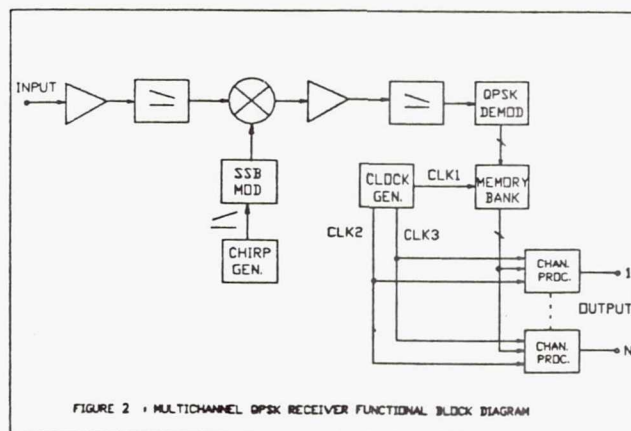 INPUT
QPSK
DEMOD
SSB
MOD
CLOCK
GEN.
CLK1
MEMORY
BANK
CLK2
CLK3
CHIRP
GEN.
CHAN.
PROC.
1
OUTPUT
CHAN.
PROC.
N
FIGURE 2 : MULTICHANNEL QPSK RECEIVER FUNCTIONAL BLOCK DIAGRAM